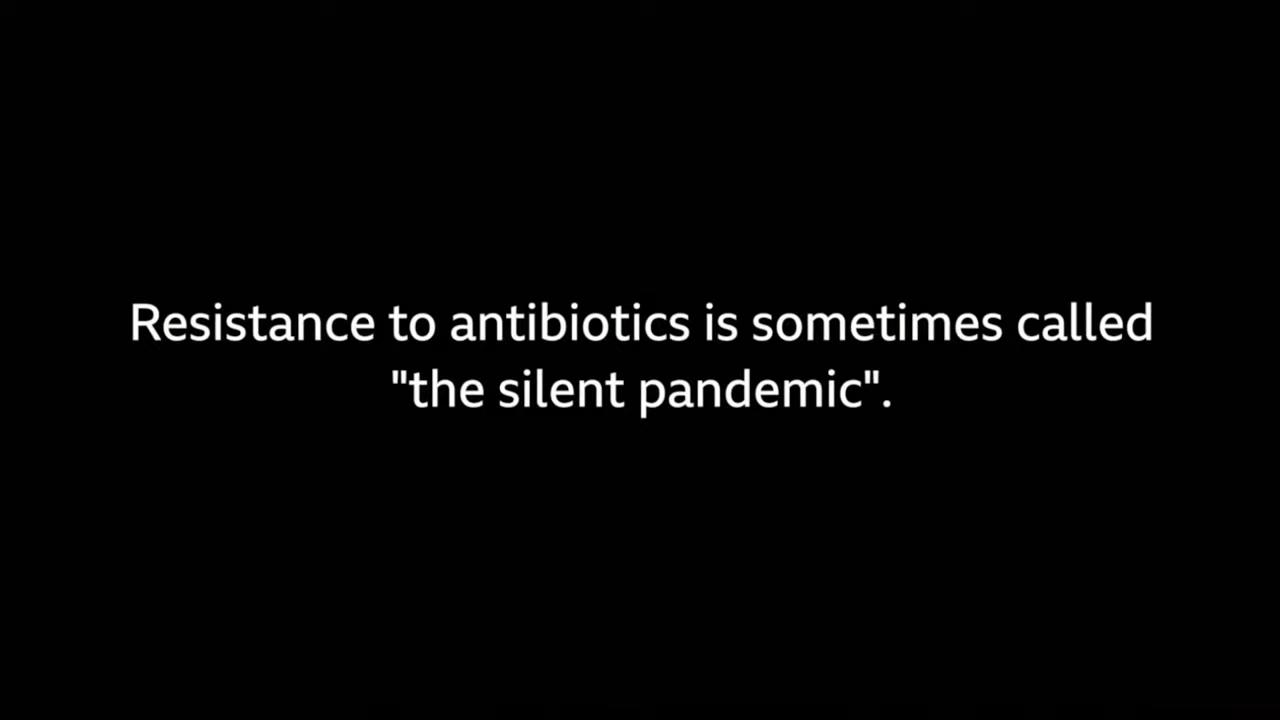 Resistance to antibiotics is sometimes called
"the silent pandemic".